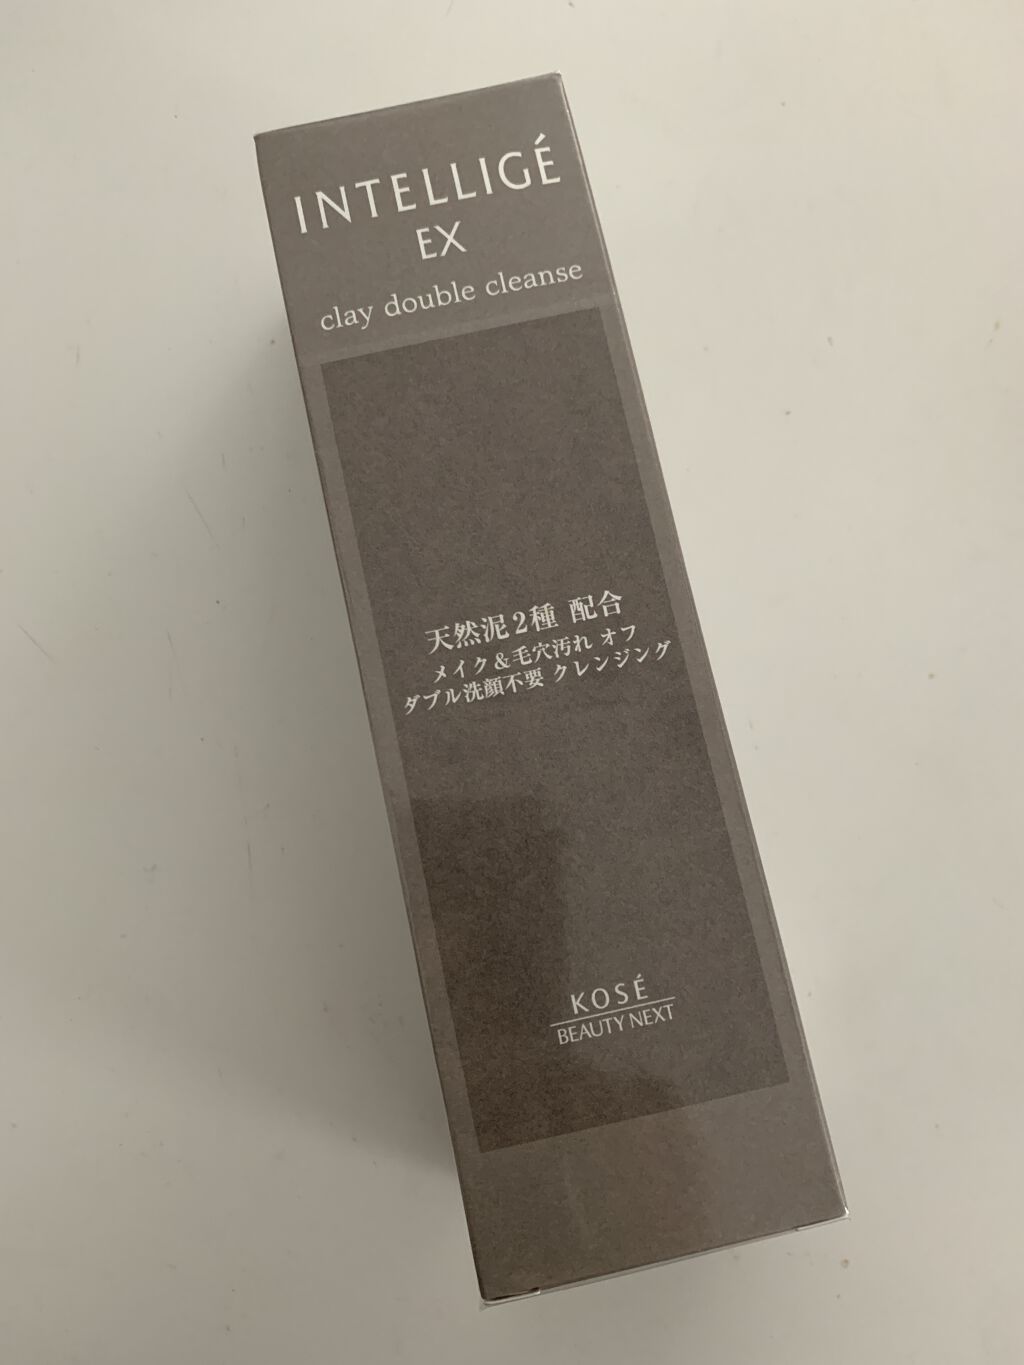 INTELLIGÉ
EX
clay double cleanse
天然泥2種 配合
メイク&毛穴汚れ オフ
ダブル洗顔不要 クレンジング
KOSÉ
BEAUTY NEXT